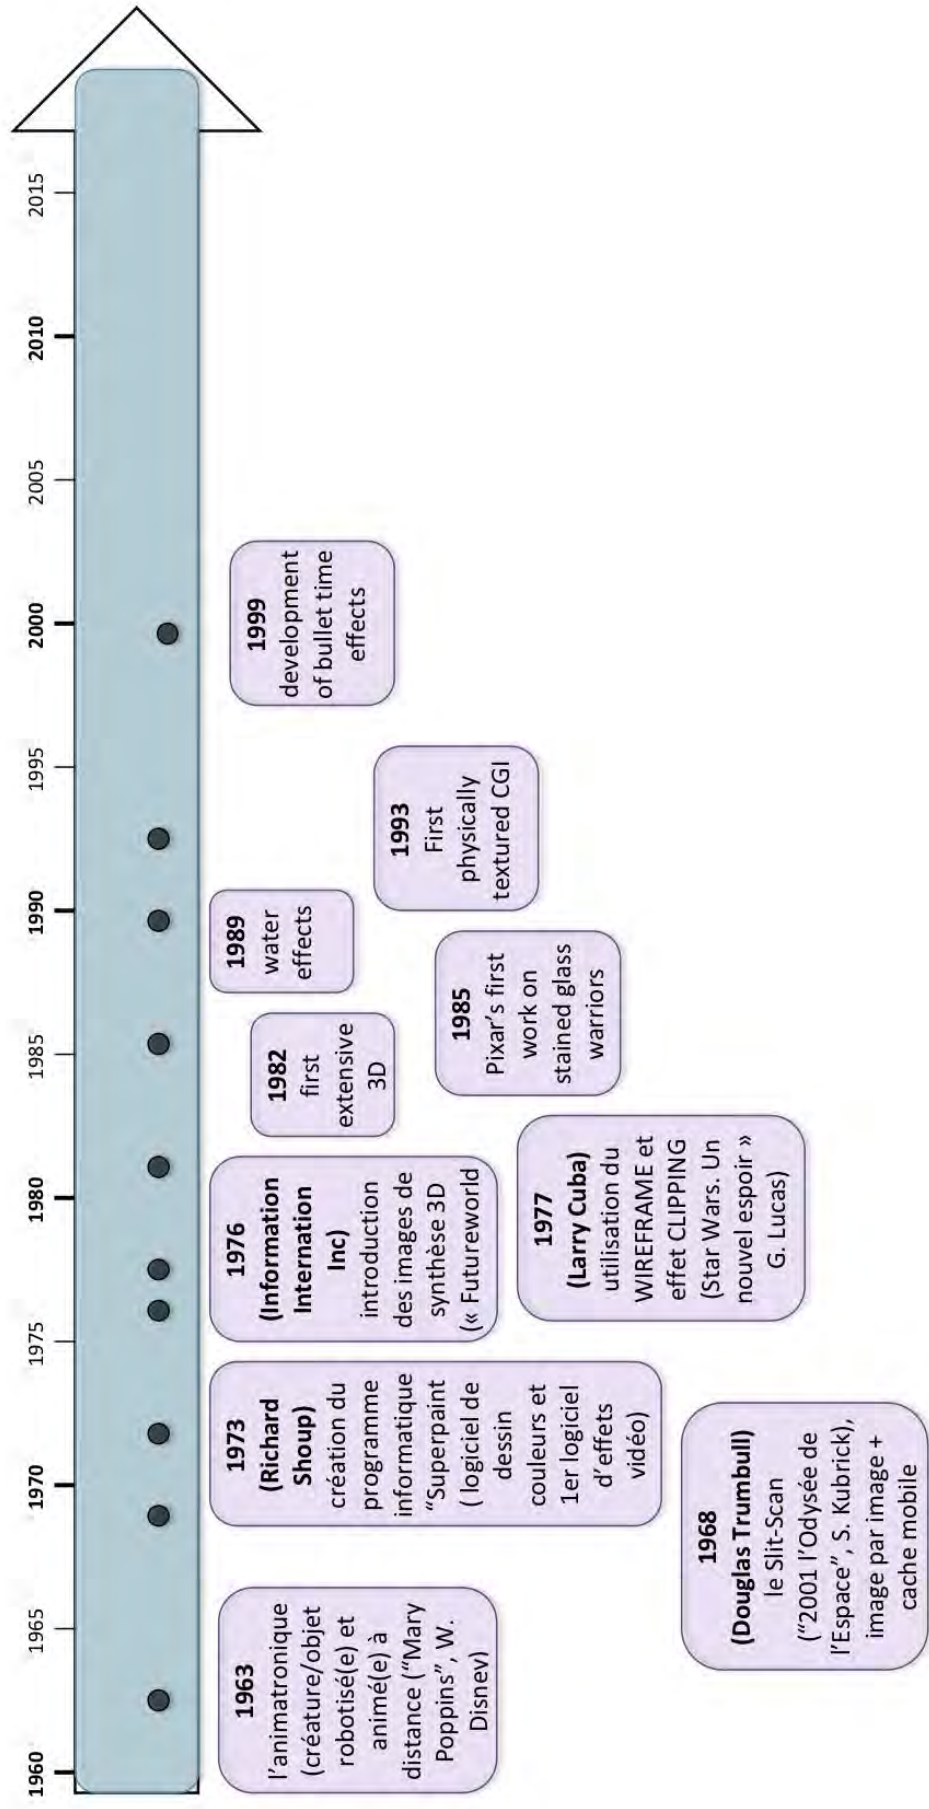 1960
1965
1970
1975
1980
1985
1990
1995
2000
2005
2010
2015
1963
l'animatronique
(créature/objet
robotisé(e) et
animé(e) à
distance (“Mary
Poppins”, W.
Disnev)
1968
(Douglas Trumbull)
le Slit-Scan
(“2001 l'Odysée de
l'Espace”, S. Kubrick),
image par image +
cache mobile
1973
(Richard
Shoup)
création du
programme
informatique
“Superpaint
( logiciel de
dessin
couleurs et
1er logiciel
d'effets
vidéo)
1976
(Information
Internation
Inc)
introduction
des images de
synthèse 3D
(« Futureworld
1977
(Larry Cuba)
utilisation du
WIREFRAME et
effet CLIPPING
(Star Wars. Un
nouvel espoir »
G. Lucas)
1982
first
extensive
3D
1985
Pixar's first
work on
stained glass
warriors
1989
water
effects
1993
First
physically
textured CGI
1999
development
of bullet time
effects